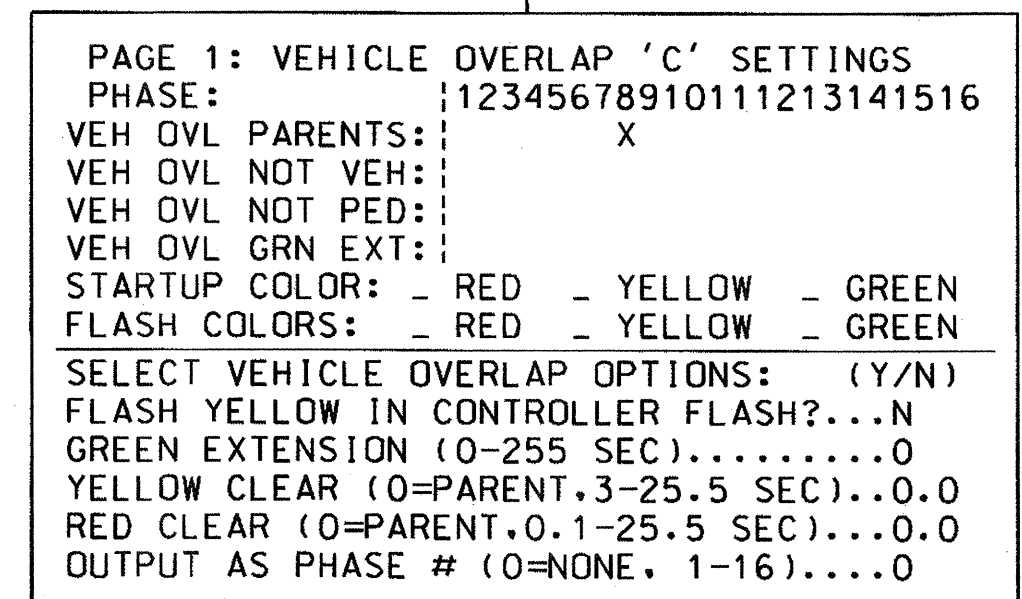 PAGE 1: VEHICLE OVERLAP 'C' SETTINGS
PHASE: ¦12345678910111213141516
VEH OVL PARENTS:¦ X
VEH OVL NOT VEH:¦
VEH OVL NOT PED:¦
VEH OVL GRN EXT:¦
STARTUP COLOR: _ RED _ YELLOW _ GREEN
FLASH COLORS: _ RED _ YELLOW _ GREEN
SELECT VEHICLE OVERLAP OPTIONS: (Y/N)
FLASH YELLOW IN CONTROLLER FLASH?...N
GREEN EXTENSION (0-255 SEC).........0
YELLOW CLEAR (0=PARENT,3-25.5 SEC)..0.0
RED CLEAR (0=PARENT,0.1-25.5 SEC)...0.0
OUTPUT AS PHASE # (0=NONE, 1-16)....0